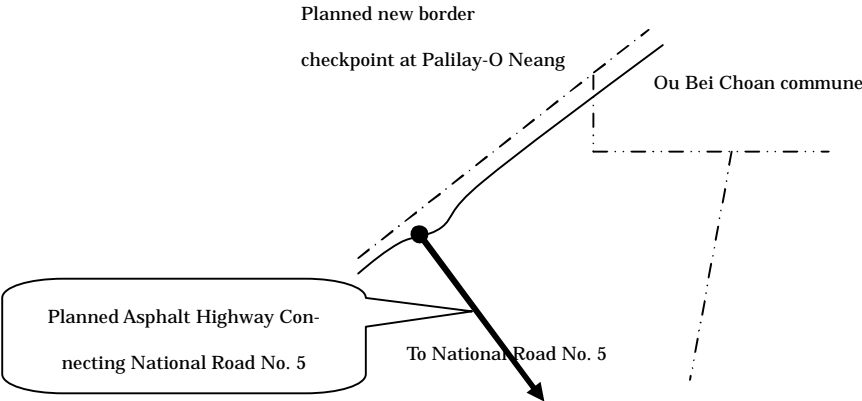 Planned new border
checkpoint at Palilay-O Neang
Ou Bei Choan commune
Planned Asphalt Highway Con-
necting National Road No. 5
To National Road No. 5